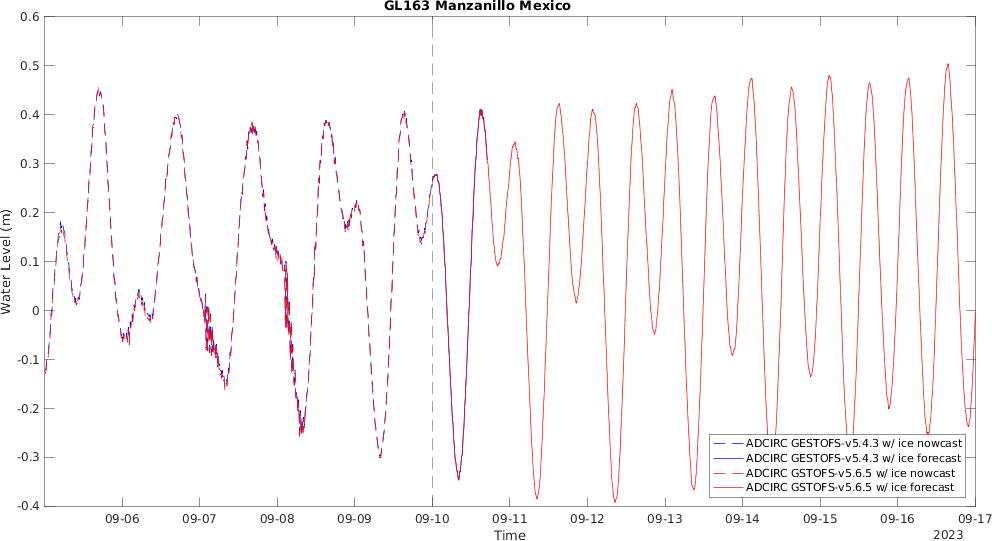 GL163 Manzanillo Mexico
0.6
0.5
0.4
0.3
0.2
0.1
0
-0.1
-0.2
-0.3
-0.4
Water Level (m)
ADCIRC GESTOFS-v5.4.3 w/ ice nowcast
ADCIRC GESTOFS-v5.4.3 w/ ice forecast
ADCIRC GSTOFS-v5.6.5 w/ ice nowcast
ADCIRC GSTOFS-v5.6.5 w/ ice forecast
09-06 09-07 09-08 09-09 09-10 09-11 09-12 09-13 09-14 09-15 09-16 09-17
Time
2023